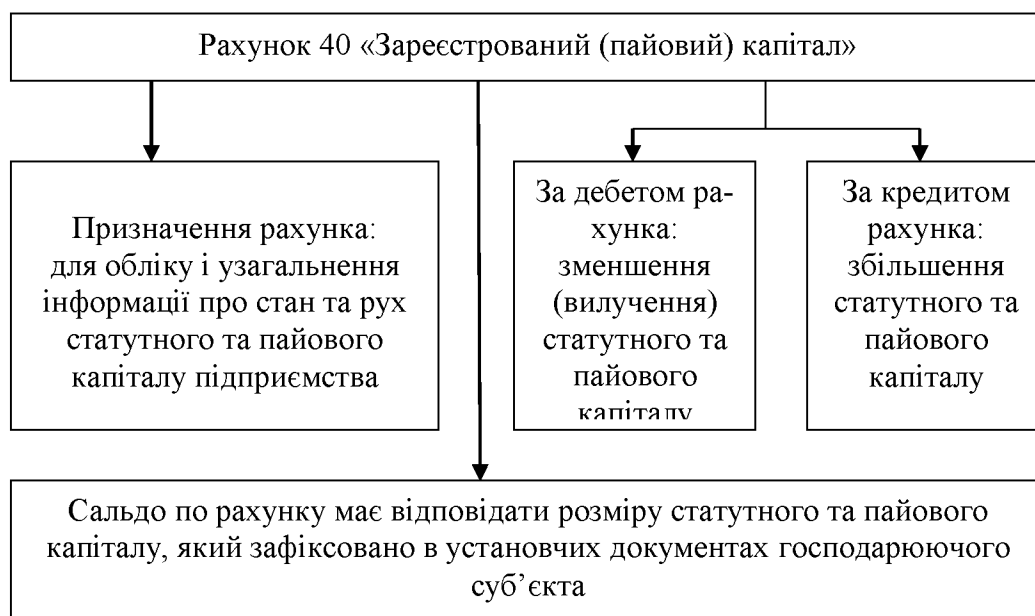 Рахунок 40 «Зареєстрований (пайовий) капітал»
Призначення рахунка:
для обліку і узагальнення
інформації про стан та рух
статутного та пайового
капіталу підприємства
За дебетом ра-
хунка:
зменшення
(вилучення)
статутного та
пайового
капіталу
За кредитом
рахунка:
збільшення
статутного та
пайового
капіталу
Сальдо по рахунку має відповідати розміру статутного та пайового
капіталу, який зафіксовано в установчих документах господарюючого
суб’єкта